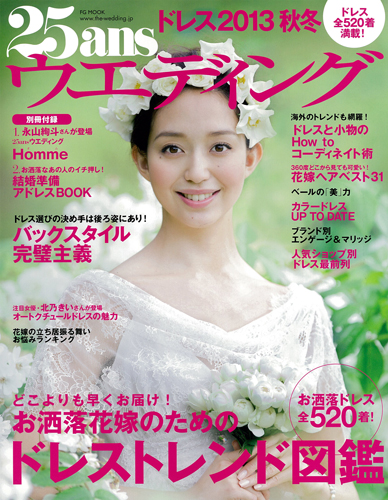 FG MOOK
www.the-wedding.jp
25ans
ドレス2013 秋冬
ウエディング
ドレス
全520着
満載!
別冊付録
1. 永山絢斗さんが登場
25ansウエディング
Homme
2. お洒落なあの人のイチ押し!
結婚準備
アドレスBOOK
ドレス選びの決め手は後ろ姿にあり!
バックスタイル
完璧主義
注目女優・北乃きいさんが登場
オートクチュールドレスの魅力
花嫁の立ち居振る舞い
お悩みランキング
海外のトレンドも網羅!
ドレスと小物の
How to
コーディネイト術
360周どこから見ても可愛い!
花嫁ヘアベスト31
ベールの「美」力
カラードレス
UP TO DATE
ブランド別
エンゲージ&マリッジ
人気ショップ別
ドレス最前列
お洒落ドレス
全520着!
どこよりも早くお届け!
お洒落花嫁のための
ドレストレンド図鑑